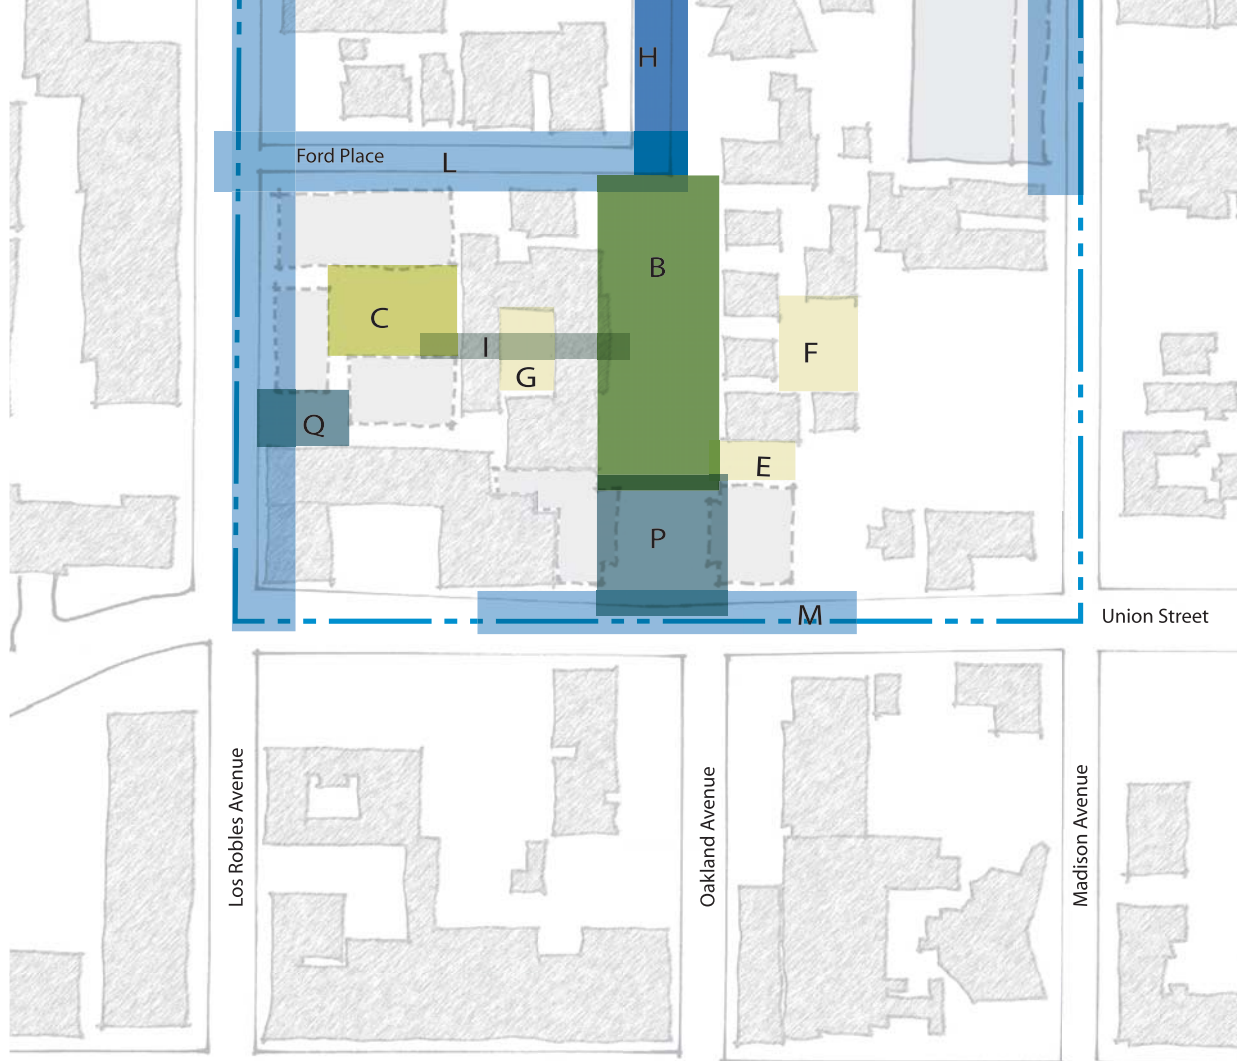 H
Ford Place
L
B
C
I
F
G
Q
E
P
M
Union Street
Los Robles Avenue
Oakland Avenue
Madison Avenue